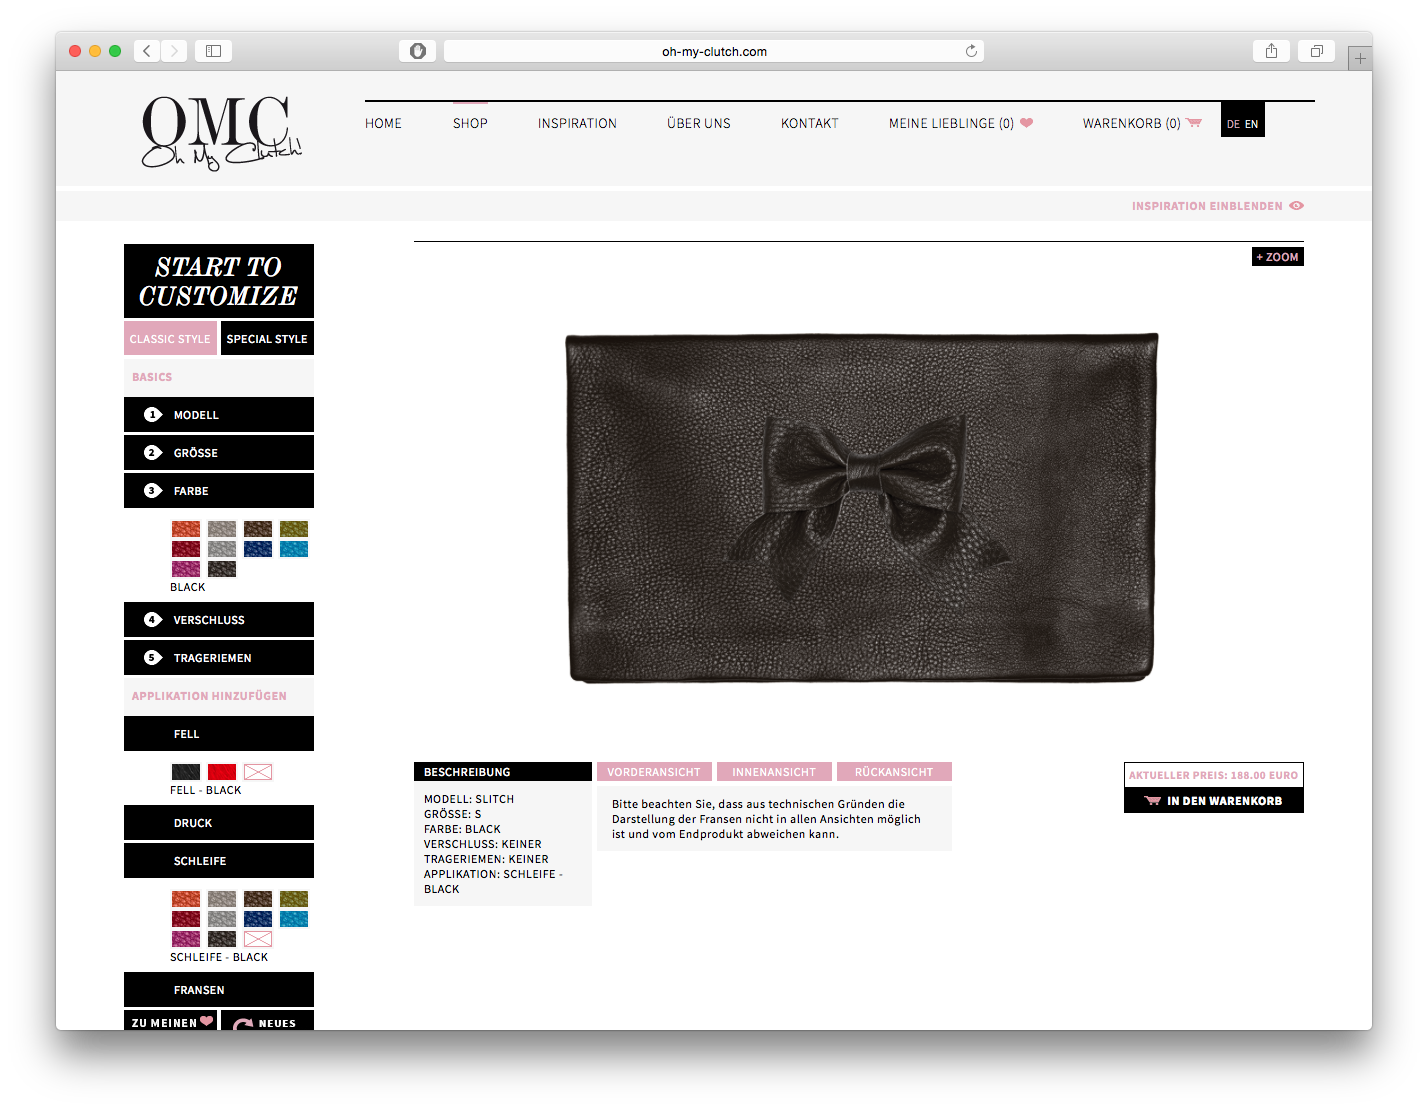 oh-my-clutch.com
OMC
Oh My Clutch!
HOME
SHOP
INSPIRATION
ÜBER UNS
KONTAKT
MEINE LIEBLINGE (0)
WARENKORB (0)
DE EN
INSPIRATION EINBLENDEN
START TO
CUSTOMIZE
CLASSIC STYLE
SPECIAL STYLE
BASICS
1 MODELL
2 GRÖSSE
3 FARBE
BLACK
4 VERSCHLUSS
5 TRAGERIEMEN
APPLIKATION HINZUFÜGEN
FELL
FELL - BLACK
DRUCK
SCHLEIFE
SCHLEIFE - BLACK
FRANSEN
ZU MEINEN
NEUES
+ ZOOM
BESCHREIBUNG
MODELL: SLITCH
GRÖSSE: S
FARBE: BLACK
VERSCHLUSS: KEINER
TRAGERIEMEN: KEINER
APPLIKATION: SCHLEIFE -
BLACK
VORDERANSICHT
INNENANSICHT
RÜCKANSICHT
Bitte beachten Sie, dass aus technischen Gründen die
Darstellung der Fransen nicht in allen Ansichten möglich
ist und vom Endprodukt abweichen kann.
AKTUELLER PREIS: 188.00 EURO
IN DEN WARENKORB